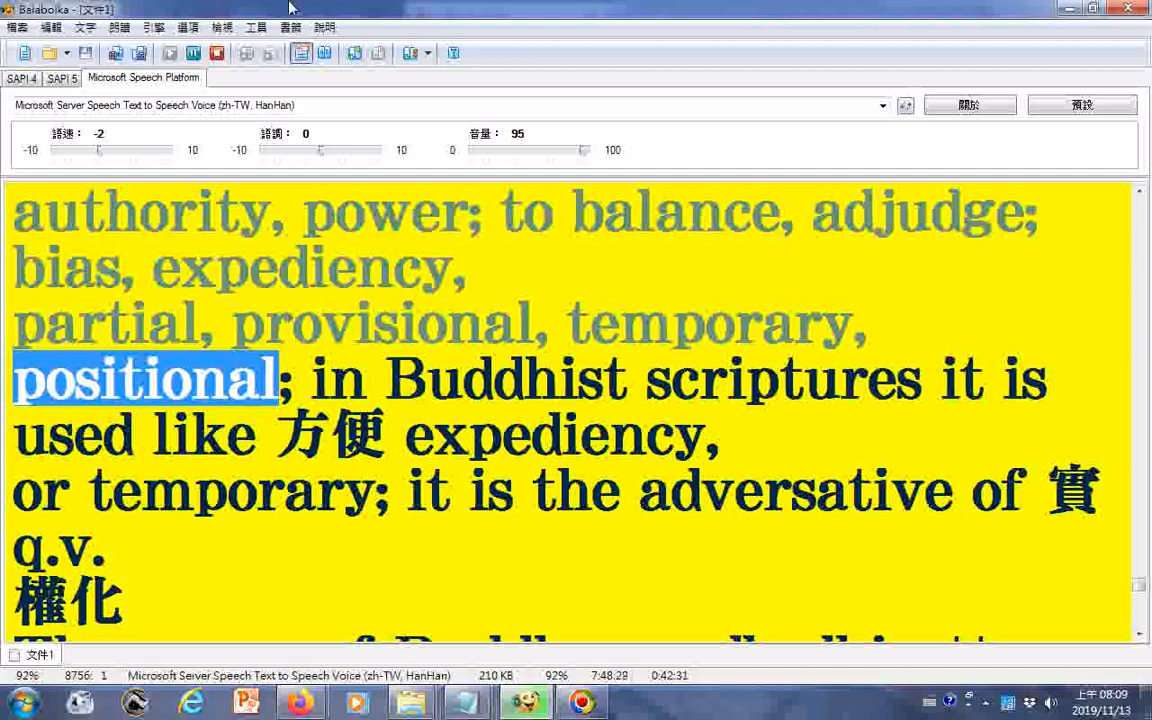 Balabolka - [文件1]
檔案 編輯 文字 朗讀 引擎 選項 檢視 工具 書籤 說明
SAPI 4 SAPI 5 Microsoft Speech Platform
Microsoft Server Speech Text to Speech Voice (zh-TW, HanHan) 關於 預設
語速： -2 語調： 0 音量： 95
-10 10 -10 10 0 100
authority, power; to balance, adjudge;
bias, expediency,
partial, provisional, temporary,
positional; in Buddhist scriptures it is
used like 方便 expediency,
or temporary; it is the adversative of 實
q.v.
權化
文件1
92% 8756: 1 Microsoft Server Speech Text to Speech Voice (zh-TW, HanHan) 210 KB 92% 7:48:29 0:42:31
上午 08:09
2019/11/13